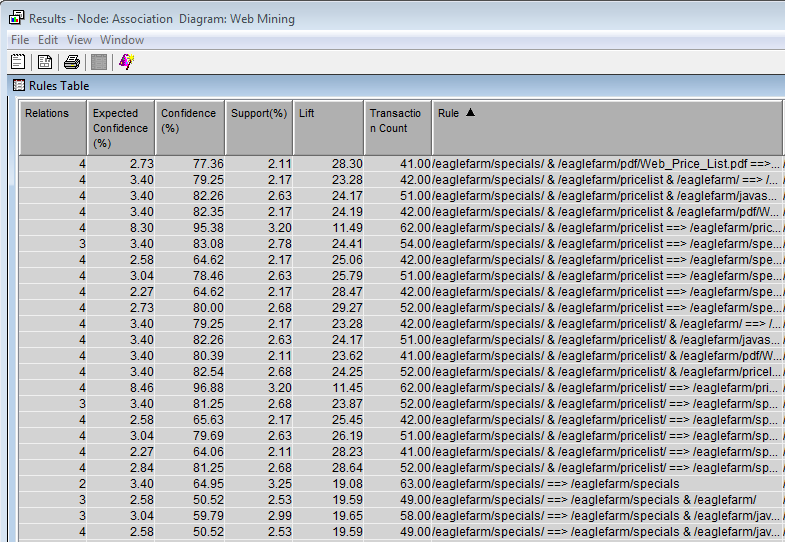 Results - Node: Association Diagram: Web Mining
File Edit View Window
Rules Table
Relations Expected Confidence (%) Confidence (%) Support(%) Lift Transactio n Count Rule
4 2.73 77.36 2.11 28.30 41.00 /eaglefarm/specials/ & /eaglefarm/pdf/Web_Price_List.pdf ==>...
4 3.40 79.25 2.17 23.28 42.00 /eaglefarm/specials/ & /eaglefarm/pricelist & /eaglefarm/ ==> /...
4 3.40 82.26 2.63 24.17 51.00 /eaglefarm/specials/ & /eaglefarm/pricelist & /eaglefarm/javas...
4 3.40 82.35 2.17 24.19 42.00 /eaglefarm/specials/ & /eaglefarm/pricelist & /eaglefarm/pdf/W...
4 8.30 95.38 3.20 11.49 62.00 /eaglefarm/specials/ & /eaglefarm/pricelist ==> /eaglefarm/pric...
3 3.40 83.08 2.78 24.41 54.00 /eaglefarm/specials/ & /eaglefarm/pricelist ==> /eaglefarm/spe...
4 2.58 64.62 2.17 25.06 42.00 /eaglefarm/specials/ & /eaglefarm/pricelist ==> /eaglefarm/spe...
4 3.04 78.46 2.63 25.79 51.00 /eaglefarm/specials/ & /eaglefarm/pricelist ==> /eaglefarm/spe...
4 2.27 64.62 2.17 28.47 42.00 /eaglefarm/specials/ & /eaglefarm/pricelist ==> /eaglefarm/spe...
4 2.73 80.00 2.68 29.27 52.00 /eaglefarm/specials/ & /eaglefarm/pricelist ==> /eaglefarm/spe...
4 3.40 79.25 2.17 23.28 42.00 /eaglefarm/specials/ & /eaglefarm/pricelist/ & /eaglefarm/ ==> /...
4 3.40 82.26 2.63 24.17 51.00 /eaglefarm/specials/ & /eaglefarm/pricelist/ & /eaglefarm/javas...
4 3.40 80.39 2.11 23.62 41.00 /eaglefarm/specials/ & /eaglefarm/pricelist/ & /eaglefarm/pdf/W...
4 3.40 82.54 2.68 24.25 52.00 /eaglefarm/specials/ & /eaglefarm/pricelist/ & /eaglefarm/pricel...
4 8.46 96.88 3.20 11.45 62.00 /eaglefarm/specials/ & /eaglefarm/pricelist/ ==> /eaglefarm/pri...
3 3.40 81.25 2.68 23.87 52.00 /eaglefarm/specials/ & /eaglefarm/pricelist/ ==> /eaglefarm/sp...
4 2.58 65.63 2.17 25.45 42.00 /eaglefarm/specials/ & /eaglefarm/pricelist/ ==> /eaglefarm/sp...
4 3.04 79.69 2.63 26.19 51.00 /eaglefarm/specials/ & /eaglefarm/pricelist/ ==> /eaglefarm/sp...
4 2.27 64.06 2.11 28.23 41.00 /eaglefarm/specials/ & /eaglefarm/pricelist/ ==> /eaglefarm/sp...
4 2.84 81.25 2.68 28.64 52.00 /eaglefarm/specials/ & /eaglefarm/pricelist/ ==> /eaglefarm/sp...
2 3.40 64.95 3.25 19.08 63.00 /eaglefarm/specials/ ==> /eaglefarm/specials
3 2.58 50.52 2.53 19.59 49.00 /eaglefarm/specials/ ==> /eaglefarm/specials & /eaglefarm/
3 3.04 59.79 2.99 19.65 58.00 /eaglefarm/specials/ ==> /eaglefarm/specials & /eaglefarm/jav...
4 2.58 50.52 2.53 19.59 49.00 /eaglefarm/specials/ ==> /eaglefarm/specials & /eaglefarm/jav...